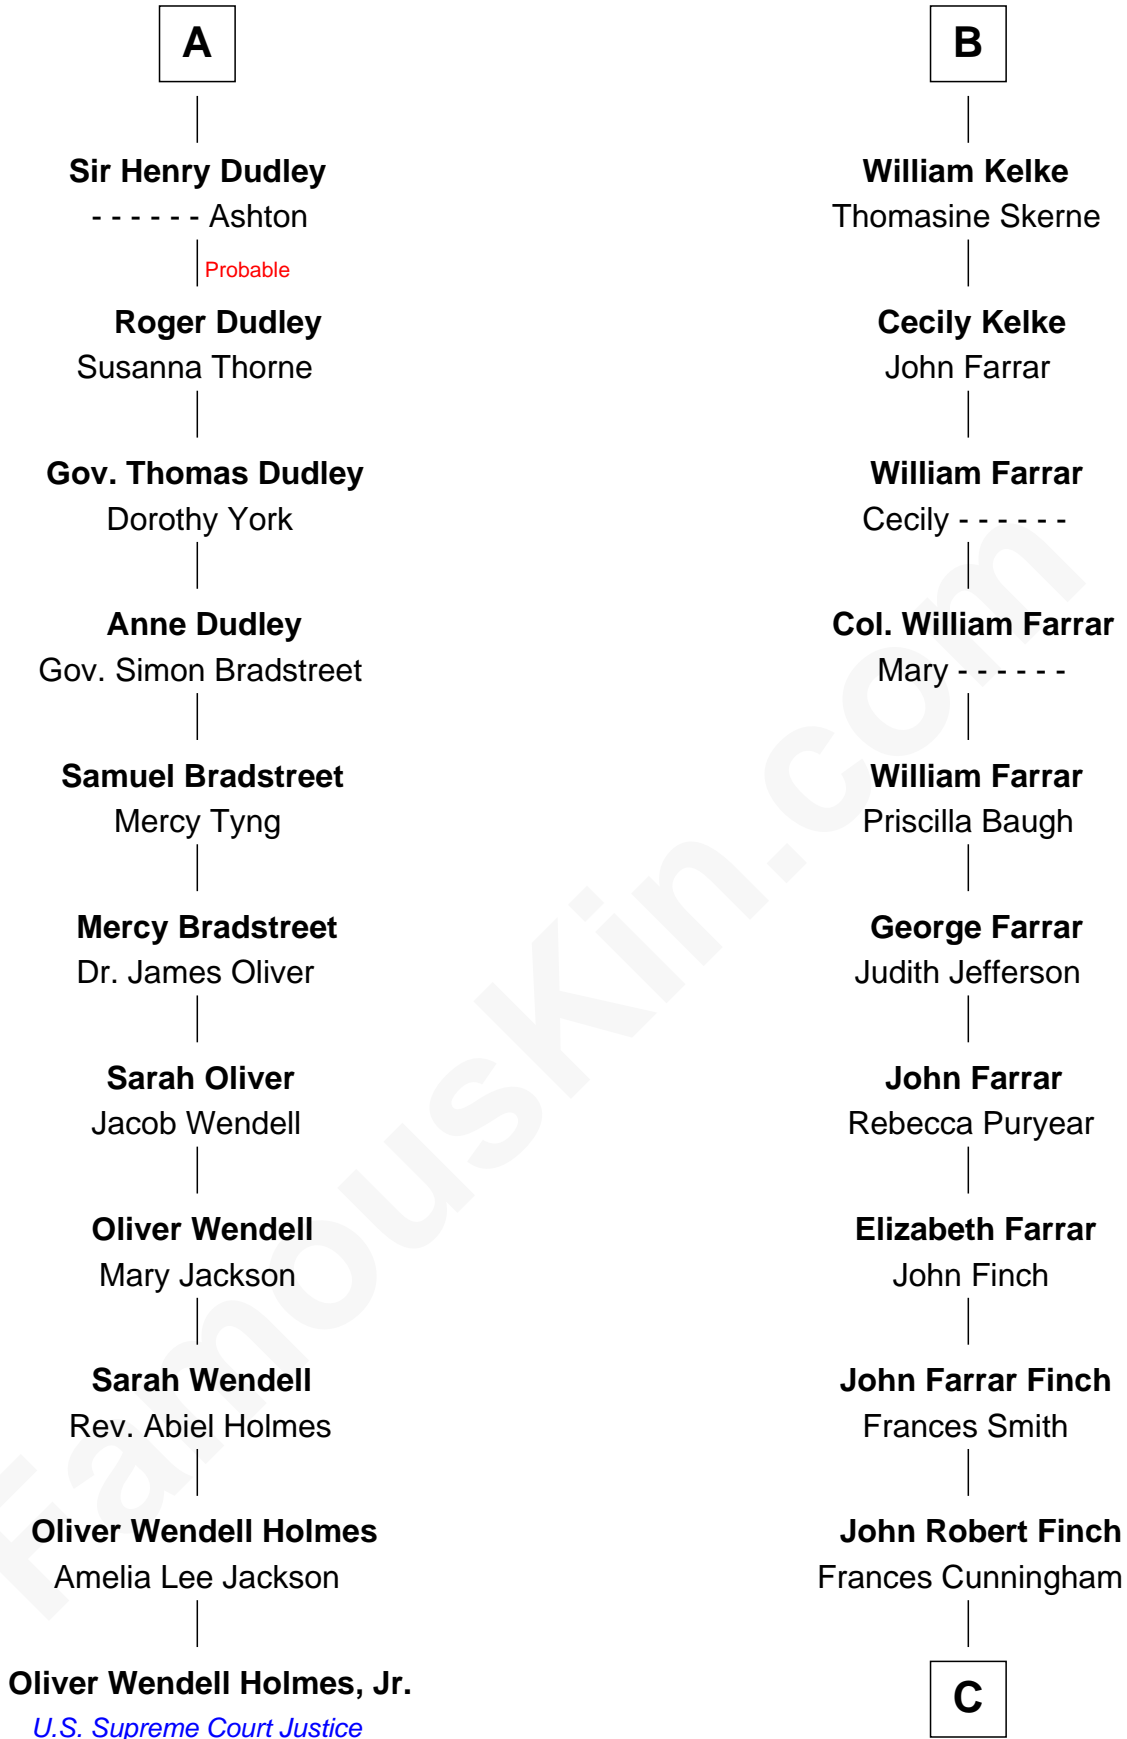 A
Sir Henry Dudley
- - - - - - Ashton
Probable
Roger Dudley
Susanna Thorne
Gov. Thomas Dudley
Dorothy York
Anne Dudley
Gov. Simon Bradstreet
Samuel Bradstreet
Mercy Tyng
Mercy Bradstreet
Dr. James Oliver
Sarah Oliver
Jacob Wendell
Oliver Wendell
Mary Jackson
Sarah Wendell
Rev. Abiel Holmes
Oliver Wendell Holmes
Amelia Lee Jackson
Oliver Wendell Holmes, Jr.
U.S. Supreme Court Justice
B
William Kelke
Thomasine Skerne
Cecily Kelke
John Farrar
William Farrar
Cecily - - - - - -
Col. William Farrar
Mary - - - - - -
William Farrar
Priscilla Baugh
George Farrar
Judith Jefferson
John Farrar
Rebecca Puryear
Elizabeth Farrar
John Finch
John Farrar Finch
Frances Smith
John Robert Finch
Frances Cunningham
C
FamousKin.com